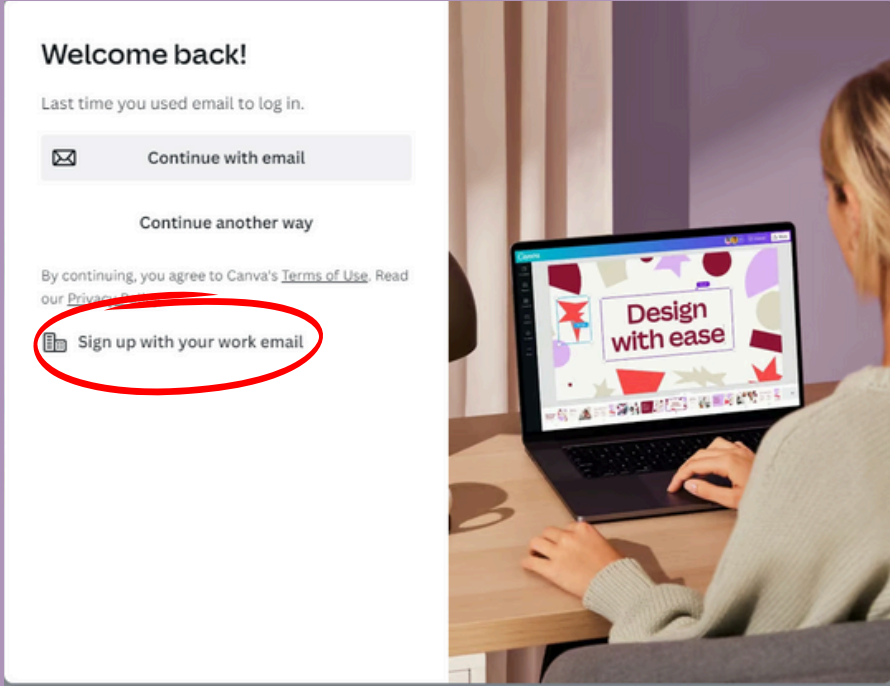 Welcome back!
Last time you used email to log in.
Continue with email
Continue another way
By continuing, you agree to Canva's Terms of Use. Read
our Privacy
Sign up with your work email
Canva
Design
with ease